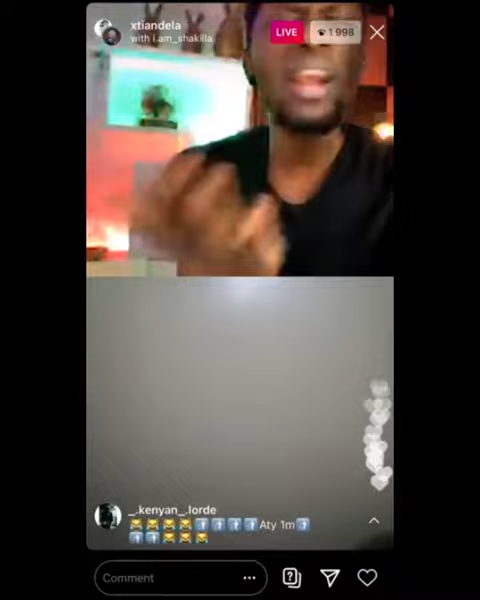 xtiandela
LIVE
1 998
with i.am_shakilla
_.kenyan_.lorde
😂😂😂😂⬆️⬆️⬆️⬆️Aty 1m⬆️
⬆️⬆️😂😂😂
Comment